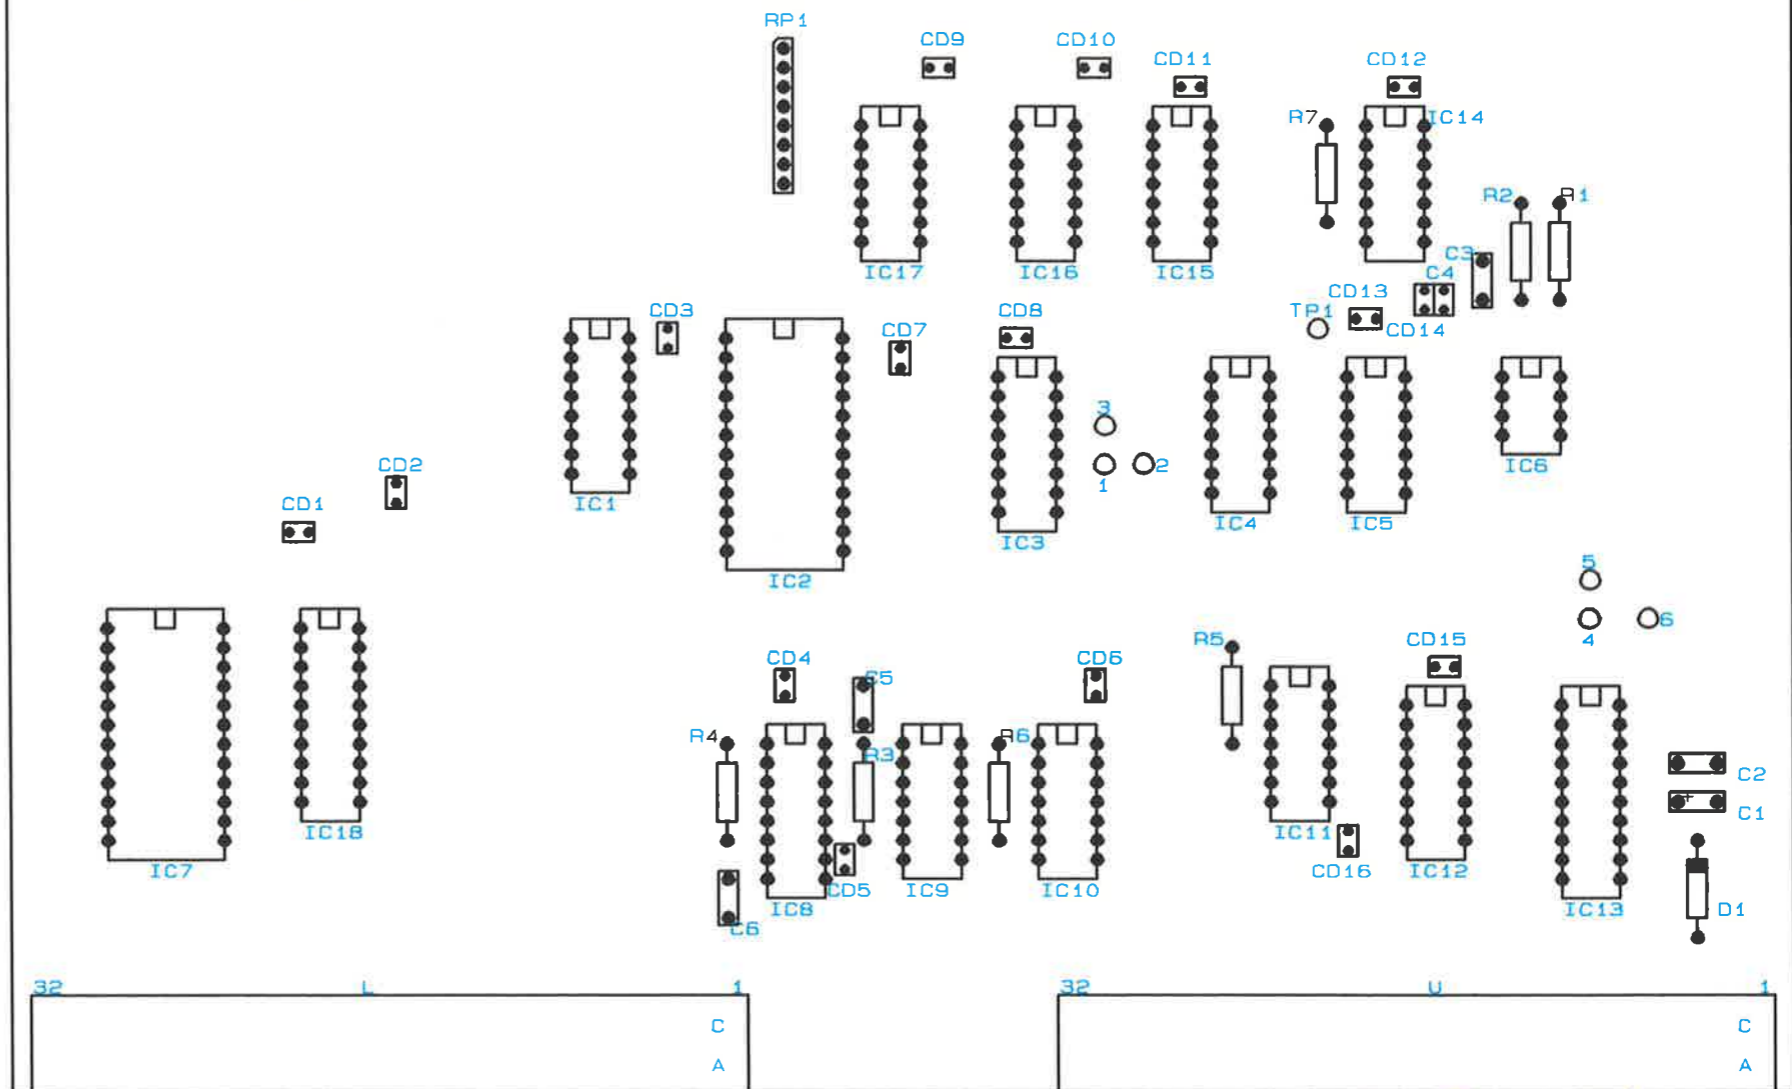 RP1
CD9
CD10
CD11
CD12
R7
IC14
R2
R1
IC17
IC16
IC15
C3
C4
CD13
CD3
CD7
CD8
TP1
CD14
3
CD2
1
2
IC6
CD1
IC1
IC4
IC5
IC3
IC2
5
4
6
R5
CD15
CD4
C5
CD6
R4
R3
R6
C2
C1
+
IC18
IC11
IC7
CD5
IC9
IC10
CD16
IC12
IC8
IC13
D1
C6
32 L 1
32 U 1
C
C
A
A